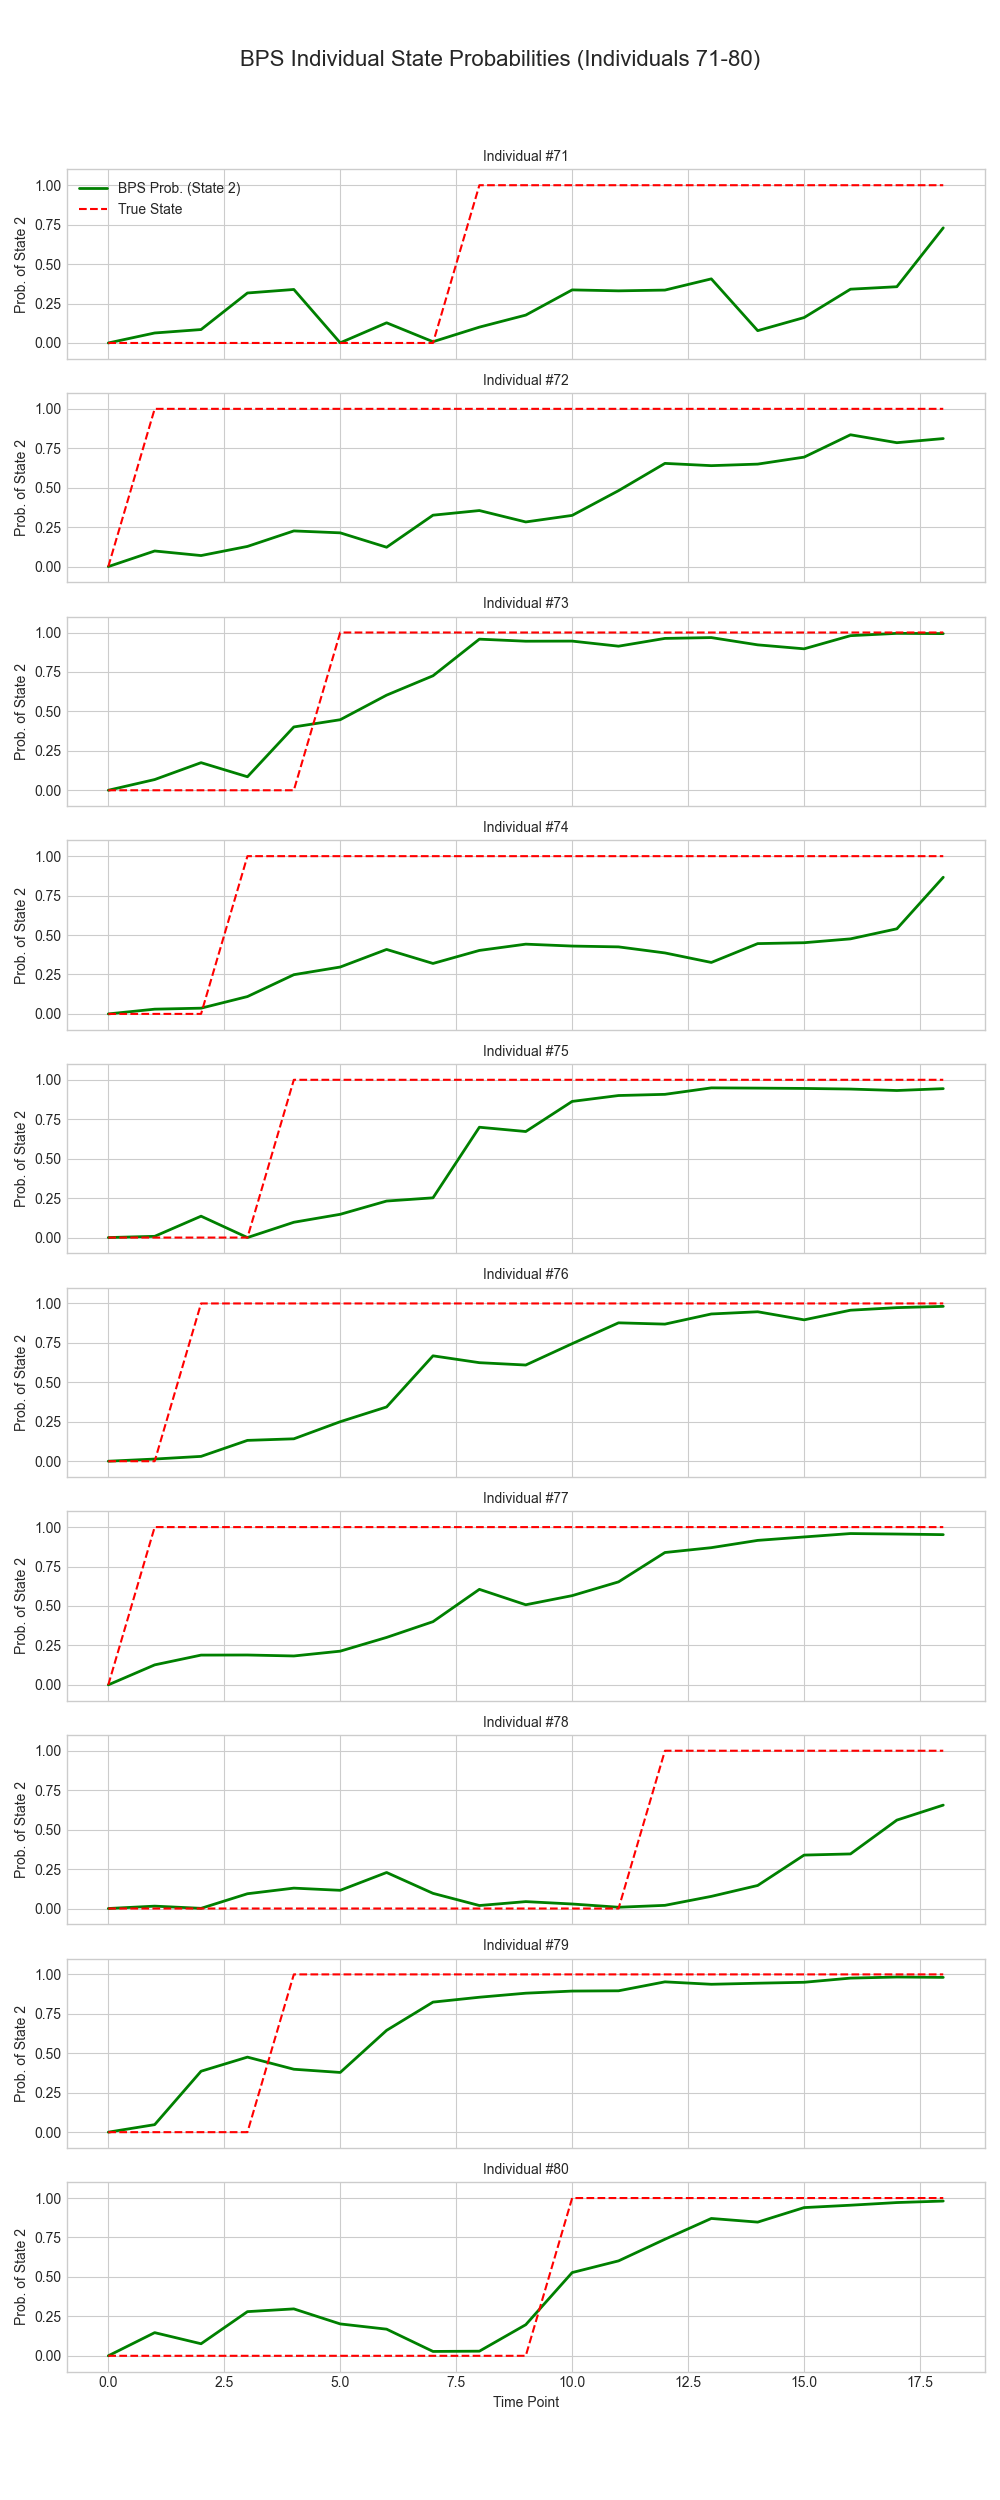 BPS Individual State Probabilities (Individuals 71-80)
Individual #71
BPS Prob. (State 2)
True State
Prob. of State 2
1.00
0.75
0.50
0.25
0.00
Individual #72
Prob. of State 2
1.00
0.75
0.50
0.25
0.00
Individual #73
Prob. of State 2
1.00
0.75
0.50
0.25
0.00
Individual #74
Prob. of State 2
1.00
0.75
0.50
0.25
0.00
Individual #75
Prob. of State 2
1.00
0.75
0.50
0.25
0.00
Individual #76
Prob. of State 2
1.00
0.75
0.50
0.25
0.00
Individual #77
Prob. of State 2
1.00
0.75
0.50
0.25
0.00
Individual #78
Prob. of State 2
1.00
0.75
0.50
0.25
0.00
Individual #79
Prob. of State 2
1.00
0.75
0.50
0.25
0.00
Individual #80
Prob. of State 2
1.00
0.75
0.50
0.25
0.00
0.0 2.5 5.0 7.5 10.0 12.5 15.0 17.5
Time Point